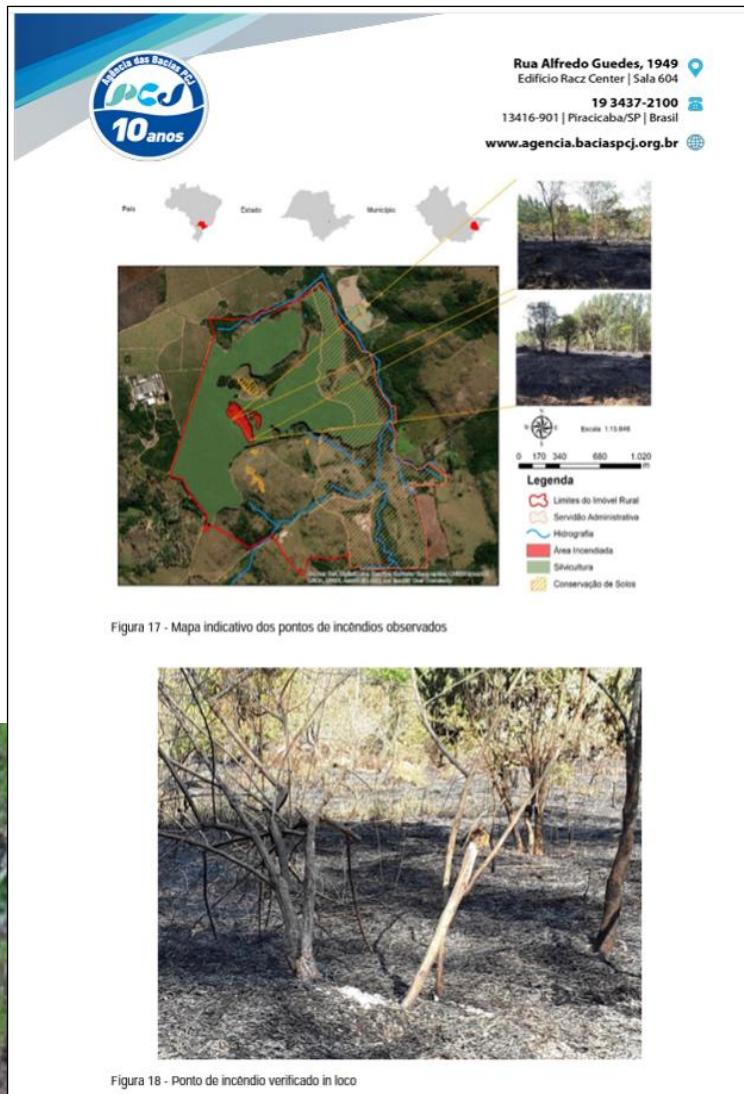 Agência das Bacias PCJ
PCJ
10 anos
Rua Alfredo Guedes, 1949
Edifício Racz Center | Sala 604
19 3437-2100
13416-901 | Piracicaba/SP | Brasil
www.agencia.baciaspcj.org.br
País
Estado
Município
N
Escala 1:13.846
0 170 340 680 1.020
m
Legenda
Limites do Imóvel Rural
Servidão Administrativa
Hidrografia
Área Incendiada
Silvicultura
Conservação de Solos
Figura 17 - Mapa indicativo dos pontos de incêndios observados
Figura 18 - Ponto de incêndio verificado in loco